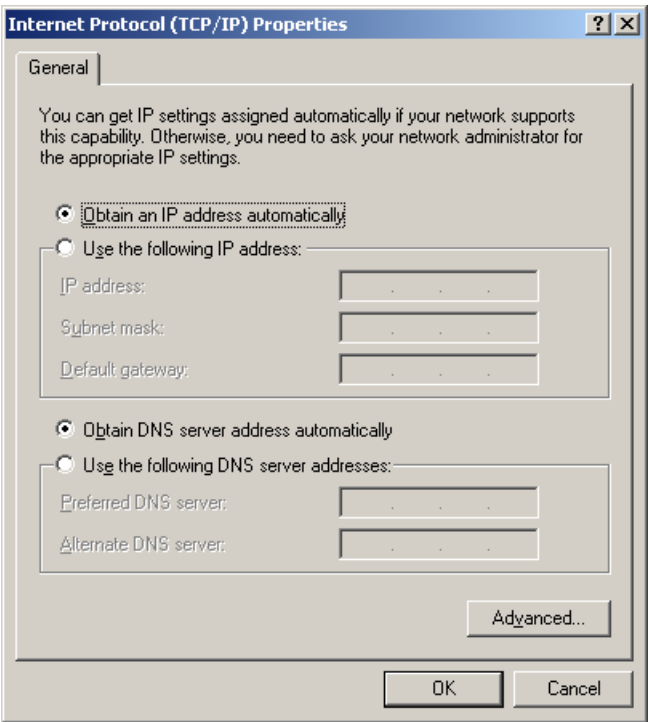 Internet Protocol (TCP/IP) Properties
General
You can get IP settings assigned automatically if your network supports
this capability. Otherwise, you need to ask your network administrator for
the appropriate IP settings.
Obtain an IP address automatically
Use the following IP address:
IP address:
Subnet mask:
Default gateway:
Obtain DNS server address automatically
Use the following DNS server addresses:
Preferred DNS server:
Alternate DNS server:
Advanced...
OK Cancel